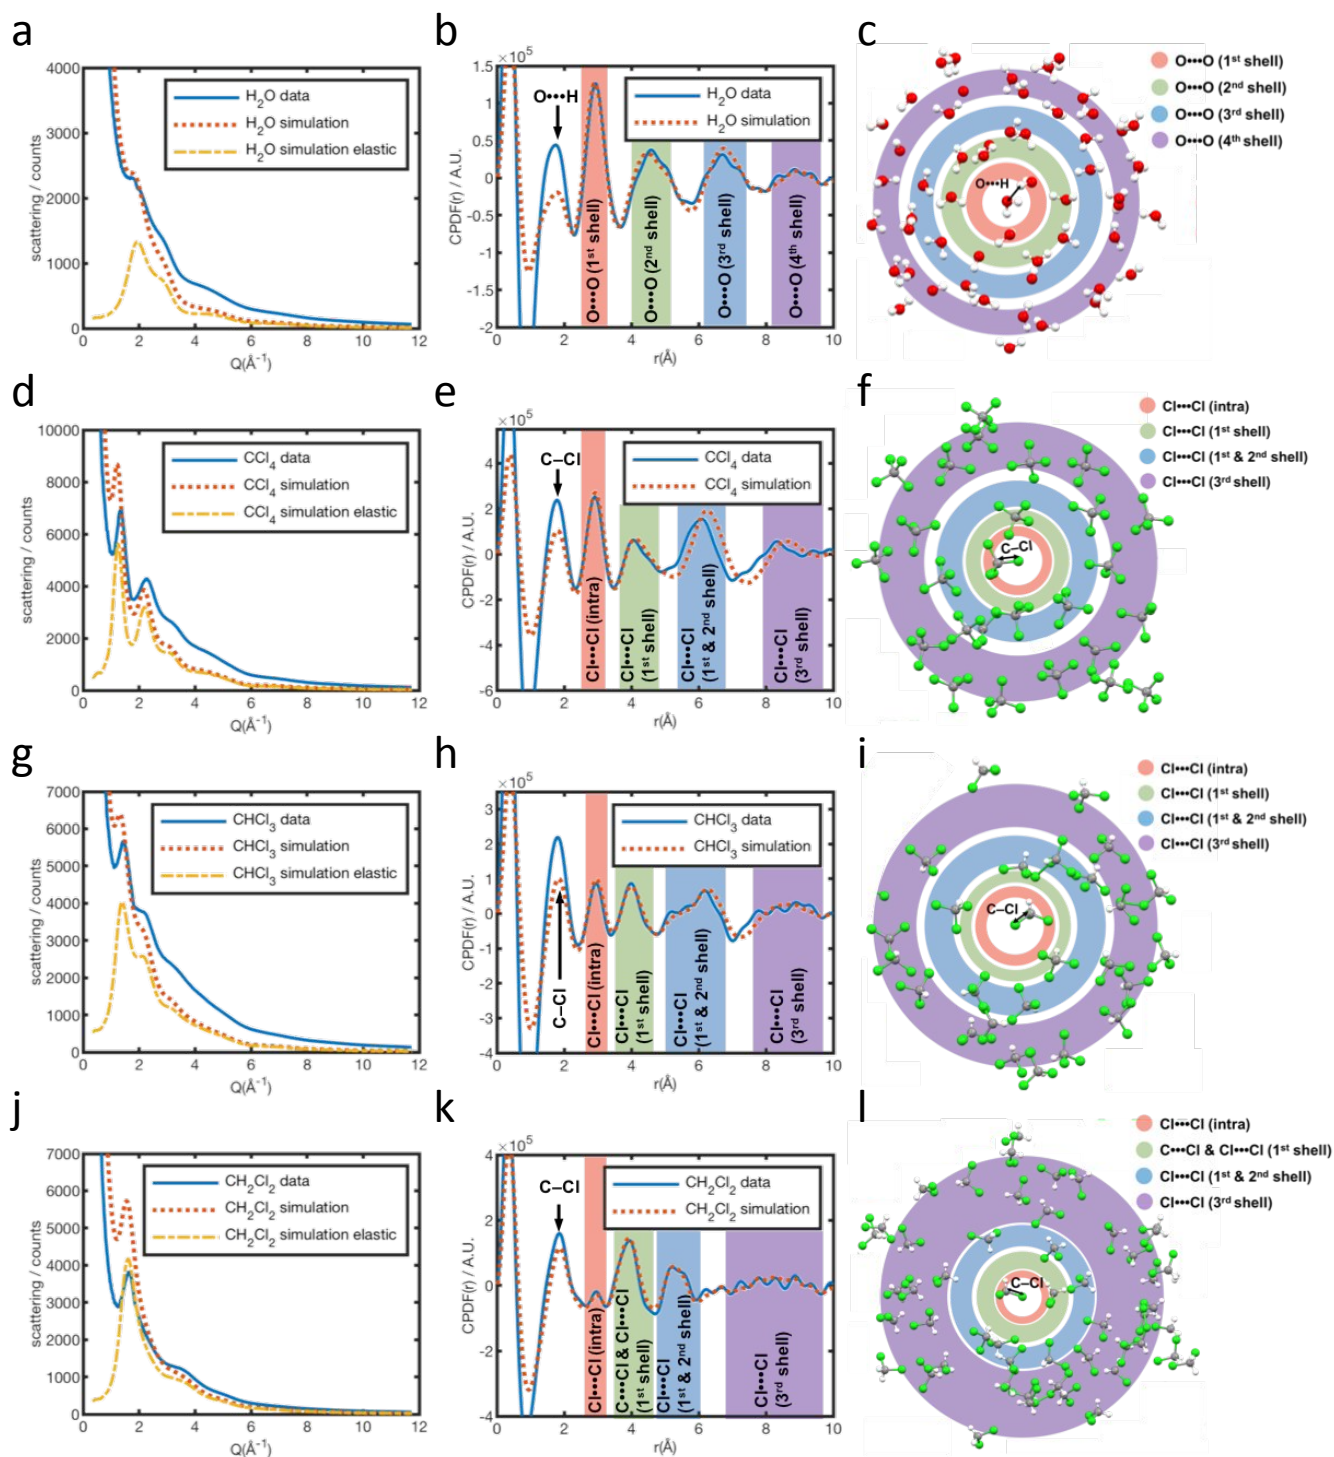 a
4000
3000
2000
1000
0
0 2 4 6 8 10 12
scattering / counts
Q(Å⁻¹)
H₂O data
H₂O simulation
H₂O simulation elastic
b
×10⁵
1.5
1
0.5
0
-0.5
-1
-1.5
-2
0 2 4 6 8 10
CPDF(r) / A.U.
r(Å)
O•••H
H₂O data
H₂O simulation
O•••O (1st shell)
O•••O (2nd shell)
O•••O (3rd shell)
O•••O (4th shell)
c
O•••O (1st shell)
O•••O (2nd shell)
O•••O (3rd shell)
O•••O (4th shell)
O•••H
d
10000
8000
6000
4000
2000
0
0 2 4 6 8 10 12
scattering / counts
Q(Å⁻¹)
CCl₄ data
CCl₄ simulation
CCl₄ simulation elastic
e
×10⁵
4
2
0
-2
-4
-6
0 2 4 6 8 10
CPDF(r) / A.U.
r(Å)
C–Cl
CCl₄ data
CCl₄ simulation
Cl•••Cl (intra)
Cl•••Cl
(1st shell)
Cl•••Cl
(1st & 2nd shell)
Cl•••Cl
(3rd shell)
f
Cl•••Cl (intra)
Cl•••Cl (1st shell)
Cl•••Cl (1st & 2nd shell)
Cl•••Cl (3rd shell)
C–Cl
g
7000
6000
5000
4000
3000
2000
1000
0
0 2 4 6 8 10 12
scattering / counts
Q(Å⁻¹)
CHCl₃ data
CHCl₃ simulation
CHCl₃ simulation elastic
h
×10⁵
3
2
1
0
-1
-2
-3
-4
0 2 4 6 8 10
CPDF(r) / A.U.
r(Å)
C–Cl
CHCl₃ data
CHCl₃ simulation
Cl•••Cl (intra)
Cl•••Cl
(1st shell)
Cl•••Cl
(1st & 2nd shell)
Cl•••Cl
(3rd shell)
i
Cl•••Cl (intra)
Cl•••Cl (1st shell)
Cl•••Cl (1st & 2nd shell)
Cl•••Cl (3rd shell)
C–Cl
j
7000
6000
5000
4000
3000
2000
1000
0
0 2 4 6 8 10 12
scattering / counts
Q(Å⁻¹)
CH₂Cl₂ data
CH₂Cl₂ simulation
CH₂Cl₂ simulation elastic
k
×10⁵
4
2
0
-2
-4
0 2 4 6 8 10
CPDF(r) / A.U.
r(Å)
C–Cl
CH₂Cl₂ data
CH₂Cl₂ simulation
Cl•••Cl (intra)
C•••Cl & Cl•••Cl
(1st shell)
Cl•••Cl
(1st & 2nd shell)
Cl•••Cl
(3rd shell)
l
Cl•••Cl (intra)
C•••Cl & Cl•••Cl (1st shell)
Cl•••Cl (1st & 2nd shell)
Cl•••Cl (3rd shell)
C–Cl